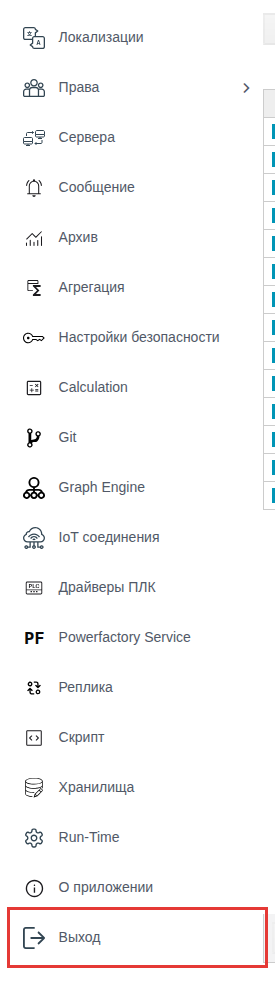 Локализации
Права
Сервера
Сообщение
Архив
Агрегация
Настройки безопасности
Calculation
Git
Graph Engine
IoT соединения
PLC Драйверы ПЛК
PF Powerfactory Service
Реплика
Скрипт
Хранилища
Run-Time
О приложении
Выход